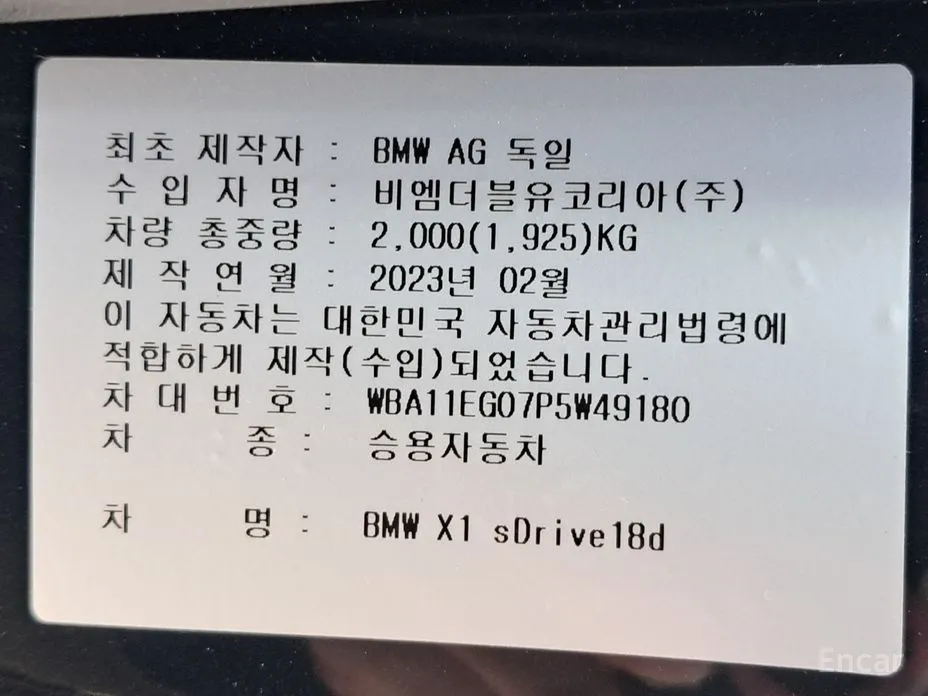 최초 제작자 : BMW AG 독일
수 입 자 명 : 비엠더블유코리아(주)
차량 총중량 : 2,000(1,925)KG
제 작 연 월 : 2023년 02월
이 자동차는 대한민국 자동차관리법령에
적합하게 제작(수입)되었습니다.
차 대 번 호 : WBA11EG07P5W49180
차 종 : 승용자동차
차 명 : BMW X1 sDrive18d
Encar